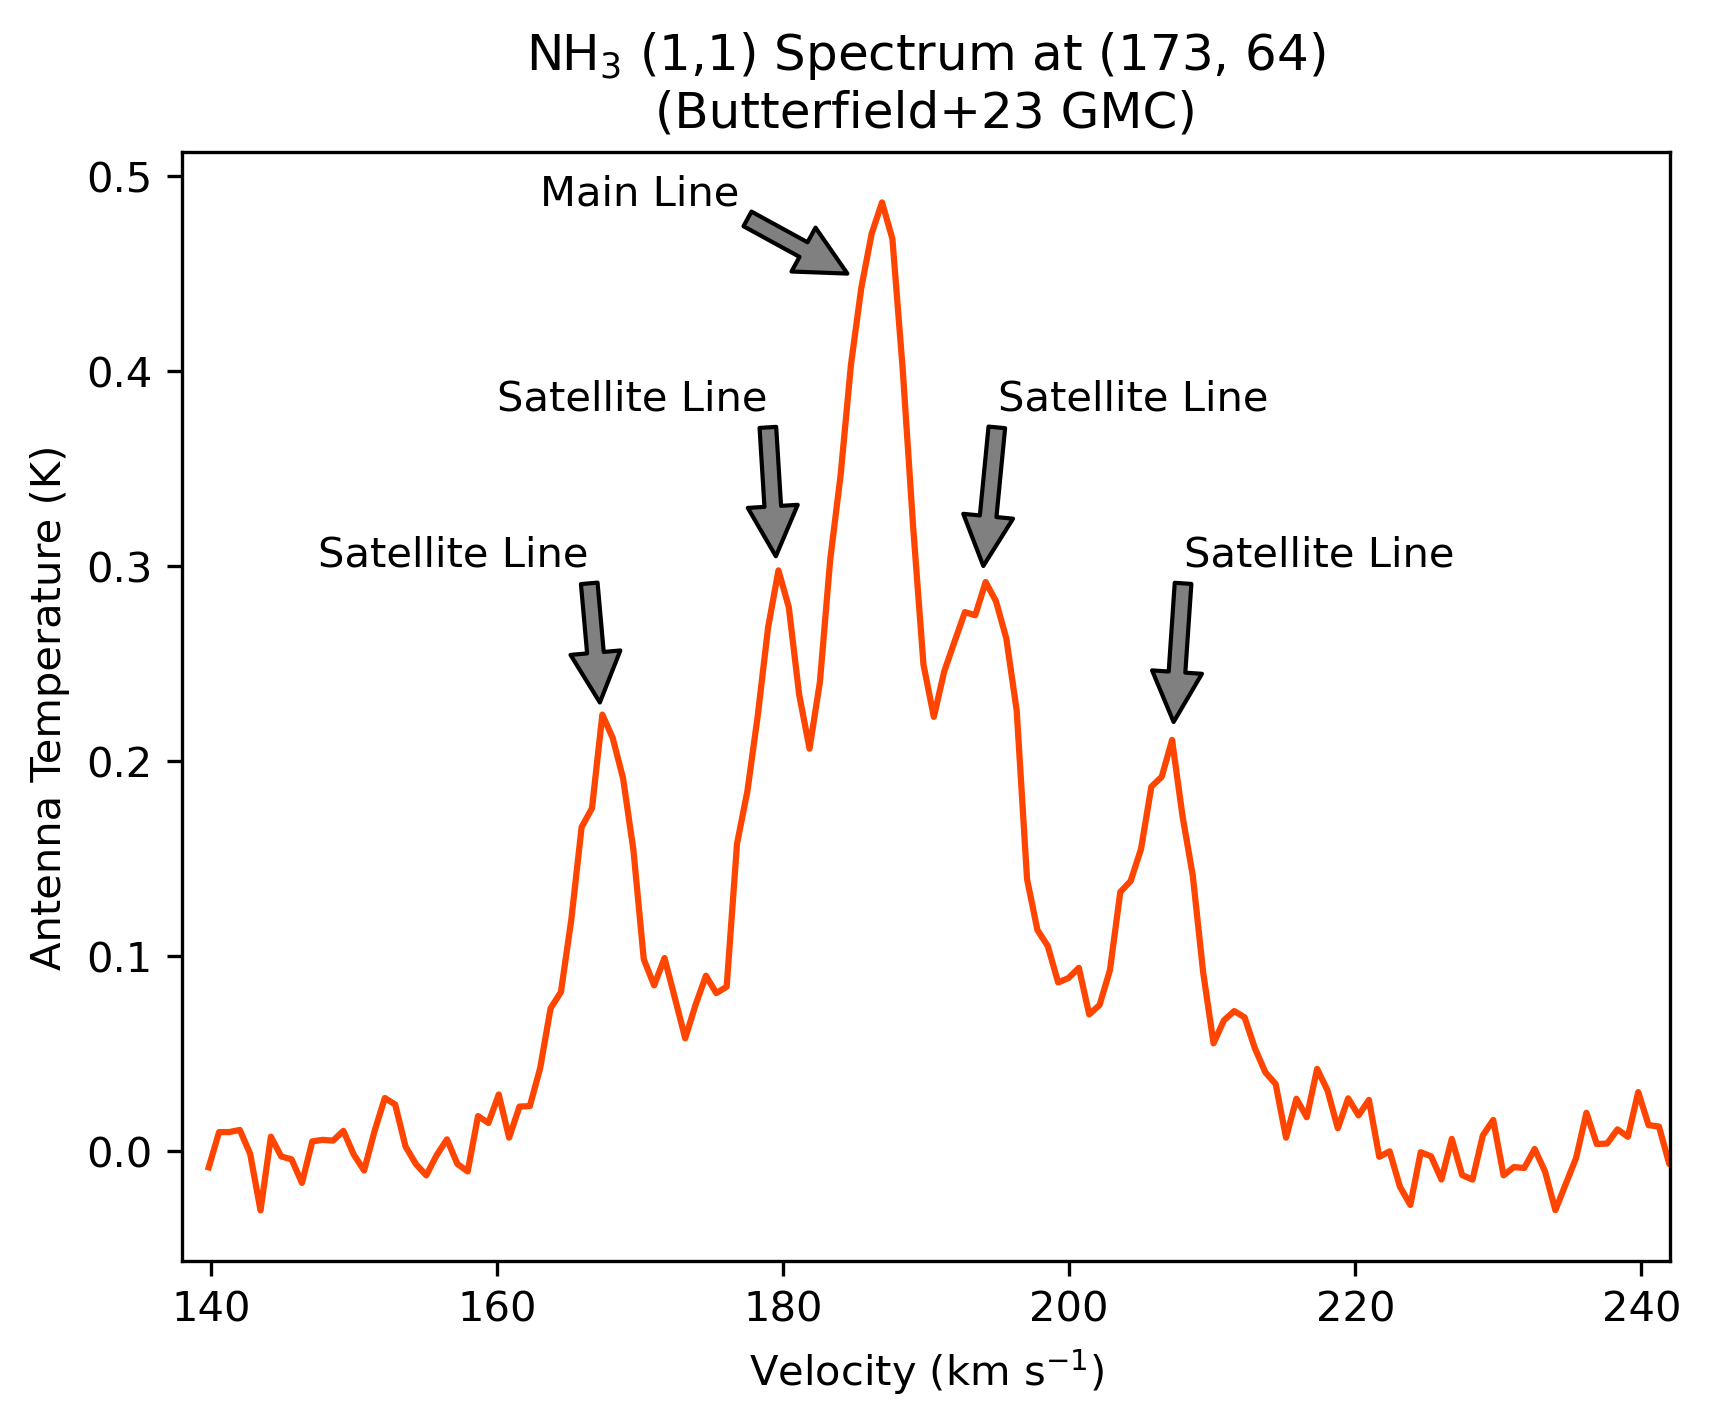 NH₃ (1,1) Spectrum at (173, 64)
(Butterfield+23 GMC)
Main Line
Satellite Line
Satellite Line
Satellite Line
Satellite Line
Antenna Temperature (K)
0.5
0.4
0.3
0.2
0.1
0.0
140
160
180
200
220
240
Velocity (km s⁻¹)